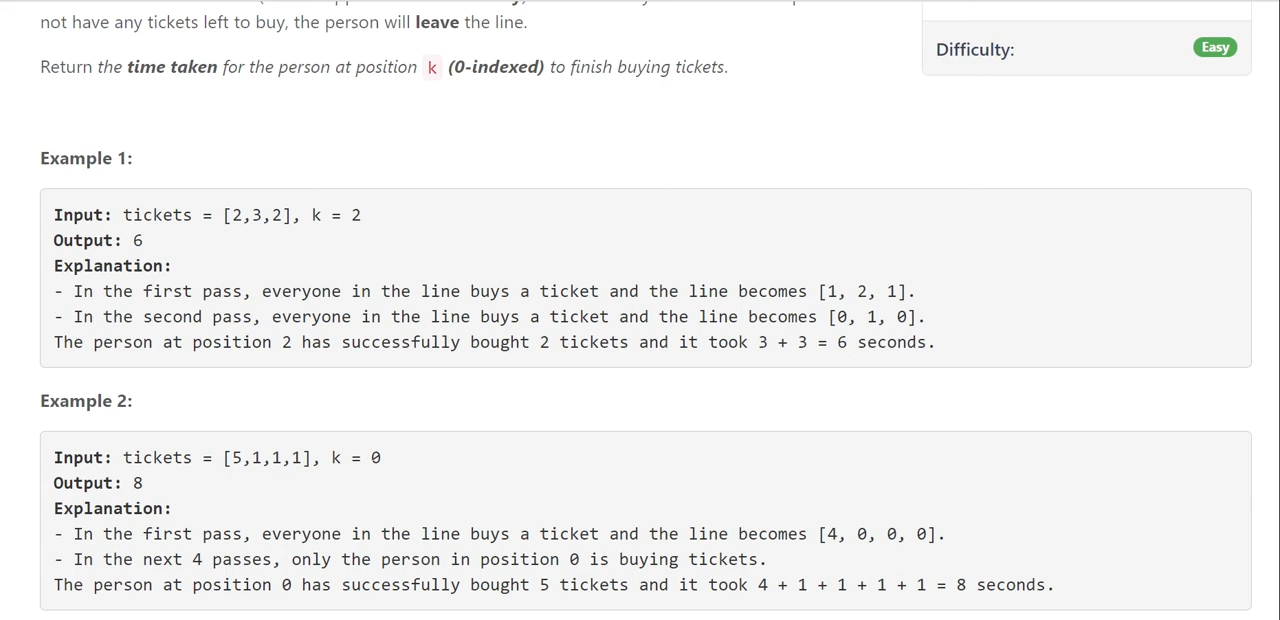 not have any tickets left to buy, the person will leave the line.
Difficulty:
Easy
Return the time taken for the person at position k (0-indexed) to finish buying tickets.
Example 1:
Input: tickets = [2,3,2], k = 2
Output: 6
Explanation:
- In the first pass, everyone in the line buys a ticket and the line becomes [1, 2, 1].
- In the second pass, everyone in the line buys a ticket and the line becomes [0, 1, 0].
The person at position 2 has successfully bought 2 tickets and it took 3 + 3 = 6 seconds.
Example 2:
Input: tickets = [5,1,1,1], k = 0
Output: 8
Explanation:
- In the first pass, everyone in the line buys a ticket and the line becomes [4, 0, 0, 0].
- In the next 4 passes, only the person in position 0 is buying tickets.
The person at position 0 has successfully bought 5 tickets and it took 4 + 1 + 1 + 1 + 1 = 8 seconds.